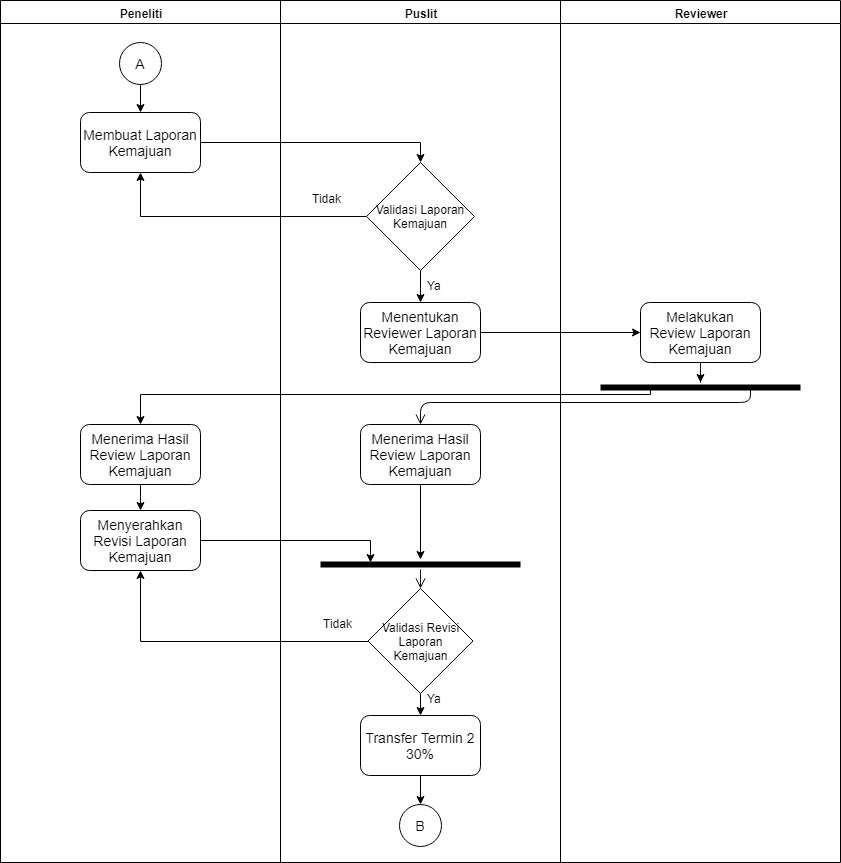 Peneliti
Puslit
Reviewer
A
Membuat Laporan
Kemajuan
Tidak
Validasi Laporan
Kemajuan
Ya
Menentukan
Reviewer Laporan
Kemajuan
Melakukan
Review Laporan
Kemajuan
Menerima Hasil
Review Laporan
Kemajuan
Menerima Hasil
Review Laporan
Kemajuan
Menyerahkan
Revisi Laporan
Kemajuan
Tidak
Validasi Revisi
Laporan
Kemajuan
Ya
Transfer Termin 2
30%
B